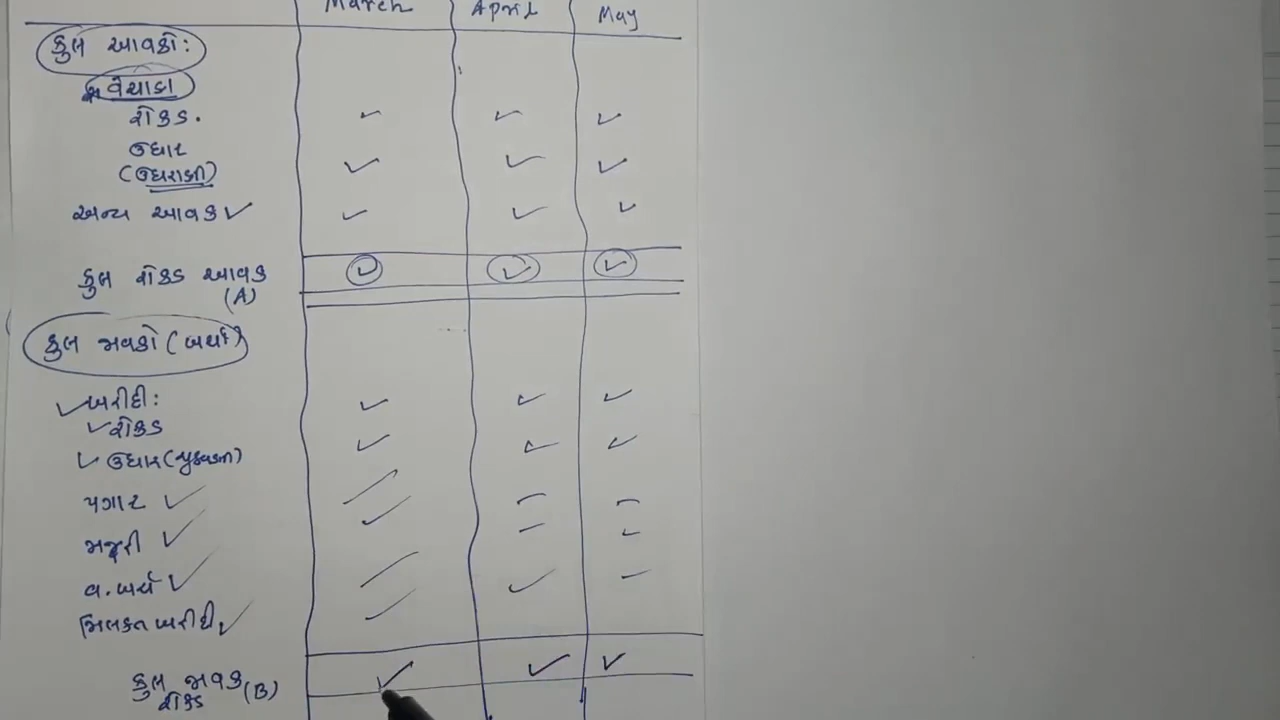 March April May
કુલ આવકો:
વેચાણ
રોકડ.
ઉધાર
(ઉઘરાણી)
અન્ય આવક
કુલ રોકડ આવક
(A)
કુલ જાવકો (ખર્ચા)
ખરીદી:
રોકડ
ઉધાર (ચુકવણી)
પગાર
મજૂરી
વ. ખર્ચ
મિલકત ખરીદી
કુલ જાવક
રોકડ (B)